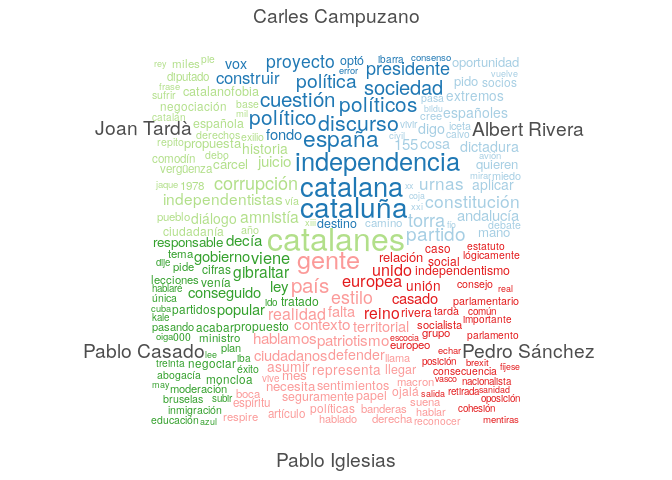 Carles Campuzano
rey miles pie vox proyecto optó ibarra consenso
diputado construir política error presidente oportunidad vuelve
frase catalanofobia sociedad pido socios
sufrir negociación base cuestión políticos pasa extremos
catalán mil político bildu
Joan Tardà española discurso vivir cree españoles Albert Rivera
derechos exilio fondo españa civil digo iceta calvo
repito propuesta historia 155 cosa dictadura
comodín debo juicio independencia avión quieren
vergüenza cárcel mirar miedo
jaque 1978 corrupción catalana xx urnas aplicar
independentistas vía coja constitución
pueblo diálogo amnistía cataluña xxi torra andalucía
ciudadanía año xix destino camino fin debate
responsable decía catalanes partido mano
tema gobierno viene gente relación caso estatuto lógicamente
dije pide cifras gibraltar unido social independentismo
lecciones venía ley país europea unión consejo real
hablaré única conseguido estilo casado parlamentario
cuba partidos popular ido tratado realidad falta reino rivera tardà común
kale importante
pasando acabar propuesto contexto territorial socialista
oiga 000 ministro hablamos patriotismo escocia grupo parlamento
Pablo Casado lee plan ciudadanos defender europeo echar Pedro Sánchez
treinta negociar iba asumir llama posición brexit
abogacía éxito representa llegar consecuencia fíjese
may moncloa vive mes macron vasco nacionalista
moderación necesita sentimientos ojalá salida retirada sanidad
bruselas subir boca seguramente papel oposición
inmigración espíritu políticas banderas suena cohesión
educación azul respire artículo hablado derecha hablar reconocer mentiras
Pablo Iglesias